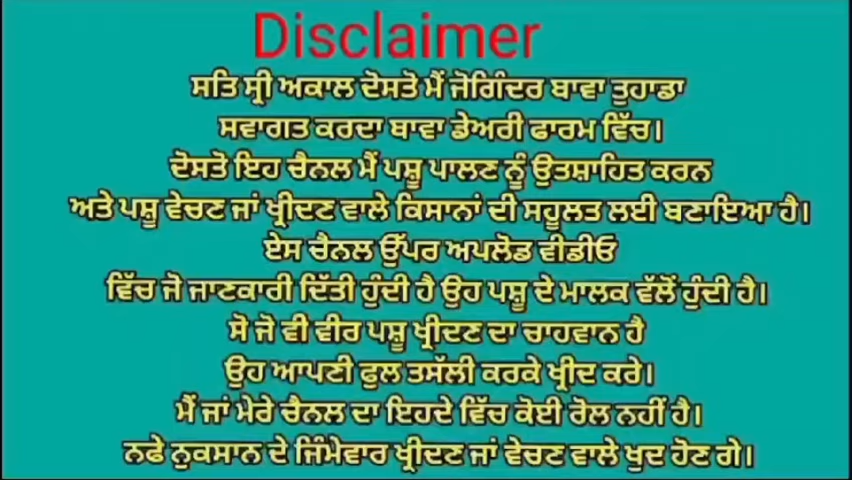 Disclaimer
ਸਤਿ ਸ੍ਰੀ ਅਕਾਲ ਦੋਸਤੋ ਮੈਂ ਜੋਗਿੰਦਰ ਬਾਵਾ ਤੁਹਾਡਾ
ਸਵਾਗਤ ਕਰਦਾ ਬਾਵਾ ਡੇਅਰੀ ਫਾਰਮ ਵਿੱਚ।
ਦੋਸਤੋ ਇਹ ਚੈਨਲ ਮੈਂ ਪਸ਼ੂ ਪਾਲਣ ਨੂੰ ਉਤਸ਼ਾਹਿਤ ਕਰਨ
ਅਤੇ ਪਸ਼ੂ ਵੇਚਣ ਜਾਂ ਖ੍ਰੀਦਣ ਵਾਲੇ ਕਿਸਾਨਾਂ ਦੀ ਸਹੂਲਤ ਲਈ ਬਣਾਇਆ ਹੈ।
ਏਸ ਚੈਨਲ ਉੱਪਰ ਅਪਲੋਡ ਵੀਡੀਓ
ਵਿੱਚ ਜੋ ਜਾਣਕਾਰੀ ਦਿੱਤੀ ਹੁੰਦੀ ਹੈ ਉਹ ਪਸ਼ੂ ਦੇ ਮਾਲਕ ਵੱਲੋਂ ਹੁੰਦੀ ਹੈ।
ਸੋ ਜੋ ਵੀ ਵੀਰ ਪਸ਼ੂ ਖ੍ਰੀਦਣ ਦਾ ਚਾਹਵਾਨ ਹੈ
ਉਹ ਆਪਣੀ ਫੁਲ ਤਸੱਲੀ ਕਰਕੇ ਖ੍ਰੀਦ ਕਰੇ।
ਮੈਂ ਜਾਂ ਮੇਰੇ ਚੈਨਲ ਦਾ ਇਹਦੇ ਵਿੱਚ ਕੋਈ ਰੋਲ ਨਹੀਂ ਹੈ।
ਨਫੇ ਨੁਕਸਾਨ ਦੇ ਜਿੰਮੇਵਾਰ ਖ੍ਰੀਦਣ ਜਾਂ ਵੇਚਣ ਵਾਲੇ ਖੁਦ ਹੋਣ ਗੇ।